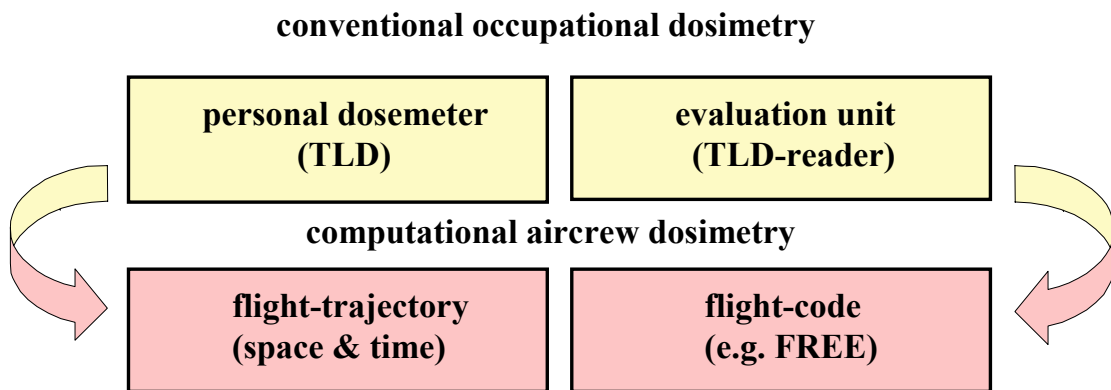 conventional occupational dosimetry
personal dosemeter
(TLD)
evaluation unit
(TLD-reader)
computational aircrew dosimetry
flight-trajectory
(space & time)
flight-code
(e.g. FREE)